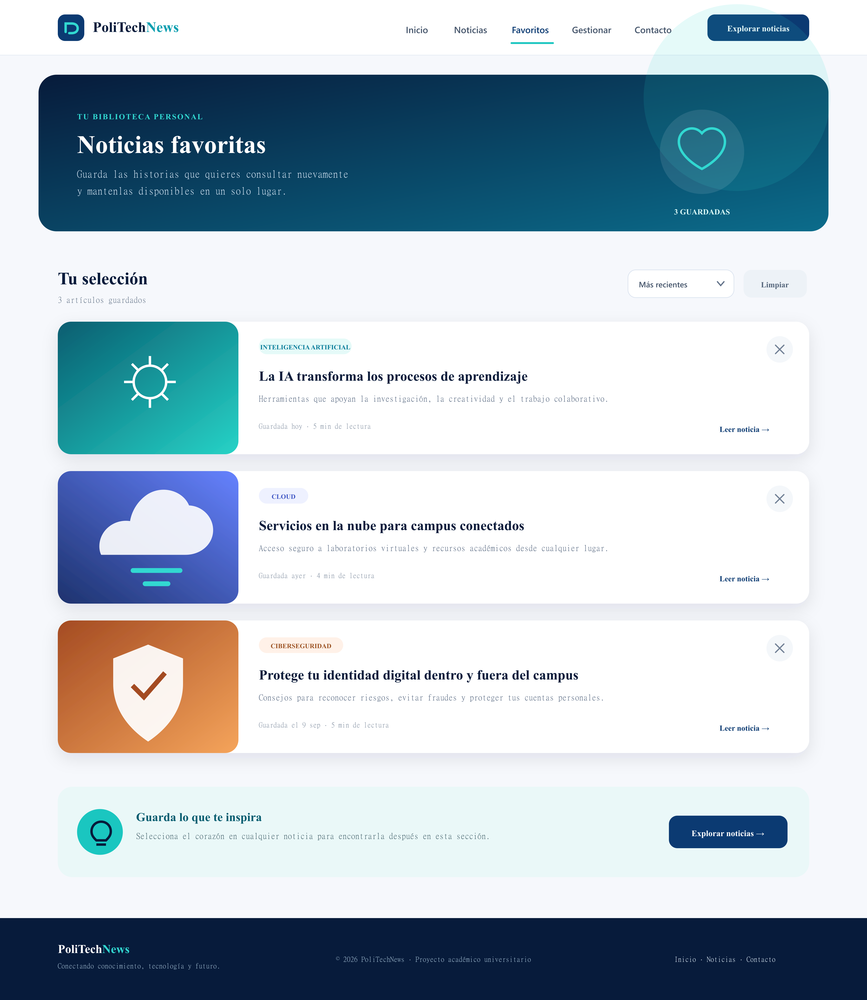 PoliTechNews
Inicio
Noticias
Favoritos
Gestionar
Contacto
Explorar noticias
TU BIBLIOTECA PERSONAL
Noticias favoritas
Guarda las historias que quieres consultar nuevamente
y mantenlas disponibles en un solo lugar.
3 GUARDADAS
Tu selección
3 artículos guardados
Más recientes
Limpiar
INTELIGENCIA ARTIFICIAL
La IA transforma los procesos de aprendizaje
Herramientas que apoyan la investigación, la creatividad y el trabajo colaborativo.
Guardada hoy · 5 min de lectura
Leer noticia →
CLOUD
Servicios en la nube para campus conectados
Acceso seguro a laboratorios virtuales y recursos académicos desde cualquier lugar.
Guardada ayer · 4 min de lectura
Leer noticia →
CIBERSEGURIDAD
Protege tu identidad digital dentro y fuera del campus
Consejos para reconocer riesgos, evitar fraudes y proteger tus cuentas personales.
Guardada el 9 sep · 5 min de lectura
Leer noticia →
Guarda lo que te inspira
Selecciona el corazón en cualquier noticia para encontrarla después en esta sección.
Explorar noticias →
PoliTechNews
Conectando conocimiento, tecnología y futuro.
© 2026 PoliTechNews · Proyecto académico universitario
Inicio · Noticias · Contacto